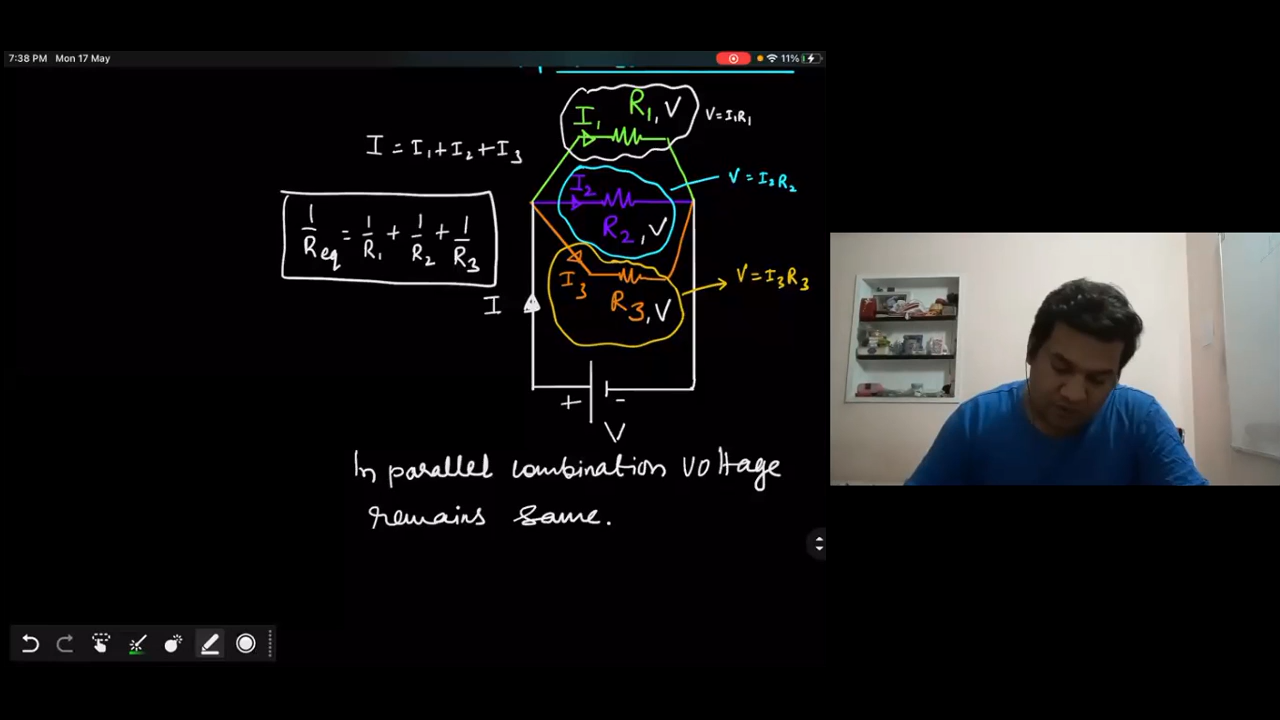 7:38 PM Mon 17 May
11%
R₁, V
I₁
V = I₁R₁
I = I₁ + I₂ + I₃
I₂
V = I₂R₂
1/Req = 1/R₁ + 1/R₂ + 1/R₃
R₂, V
I₃
V = I₃R₃
R₃, V
I
+ -
V
In parallel combination voltage
remains same.